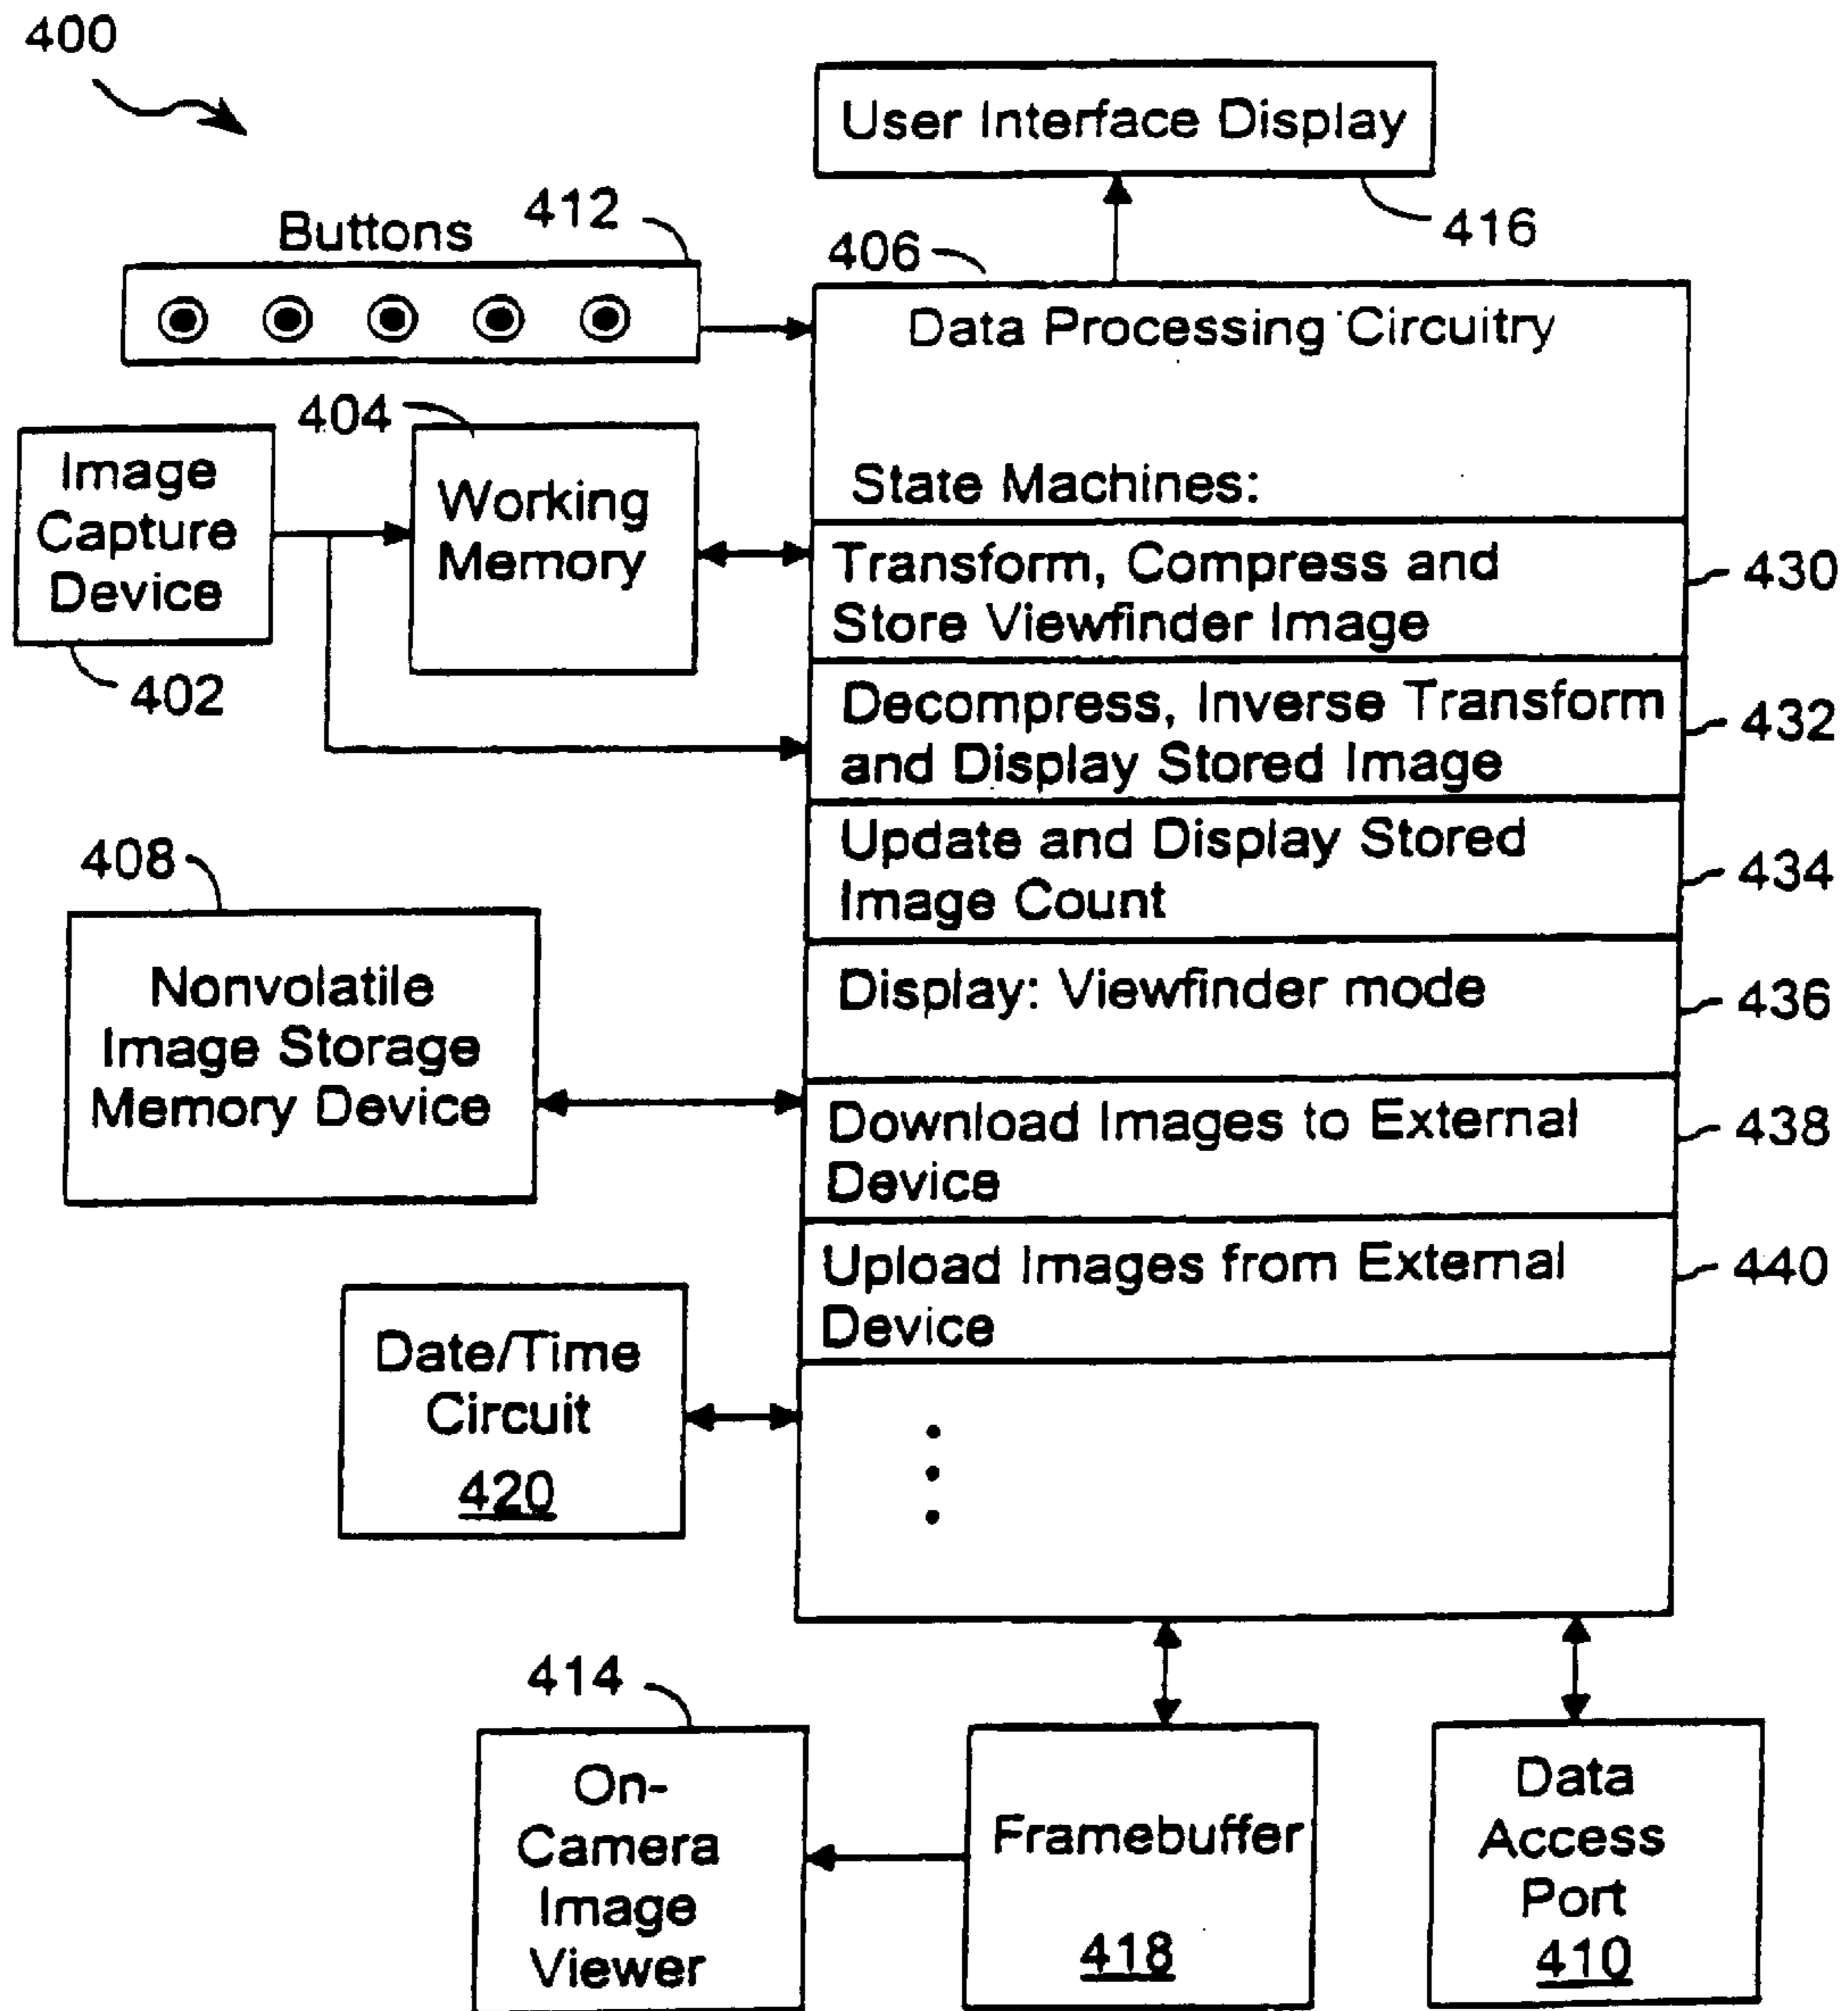 400
User Interface Display
416
Buttons
412
406
Data Processing Circuitry
404
Image
Capture
Device
402
Working
Memory
State Machines:
Transform, Compress and
Store Viewfinder Image
430
Decompress, Inverse Transform
and Display Stored Image
432
Update and Display Stored
Image Count
434
408
Nonvolatile
Image Storage
Memory Device
Display: Viewfinder mode
436
Download Images to External
Device
438
Upload Images from External
Device
440
Date/Time
Circuit
420
414
On-
Camera
Image
Viewer
Framebuffer
418
Data
Access
Port
410